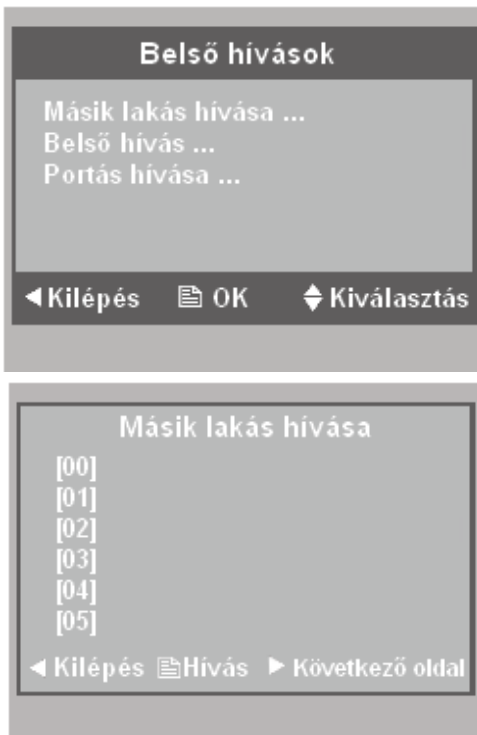 Belső hívások
Másik lakás hívása ...
Belső hívás ...
Portás hívása ...
Kilépés OK Kiválasztás
Másik lakás hívása
[00]
[01]
[02]
[03]
[04]
[05]
Kilépés Hívás Következő oldal